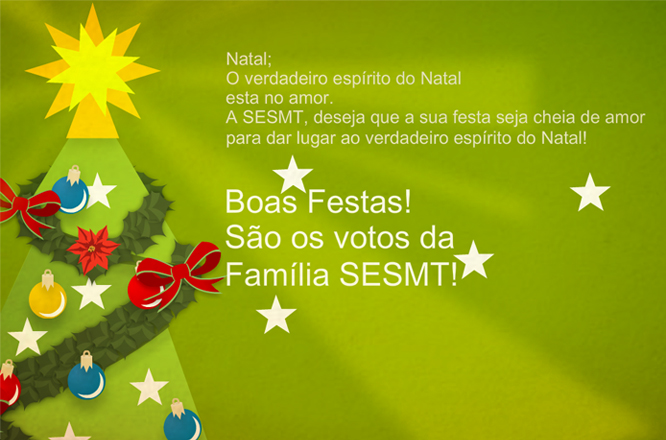 Natal;
O verdadeiro espírito do Natal
esta no amor.
A SESMT, deseja que a sua festa seja cheia de amor
para dar lugar ao verdadeiro espírito do Natal!
Boas Festas!
São os votos da
Família SESMT!